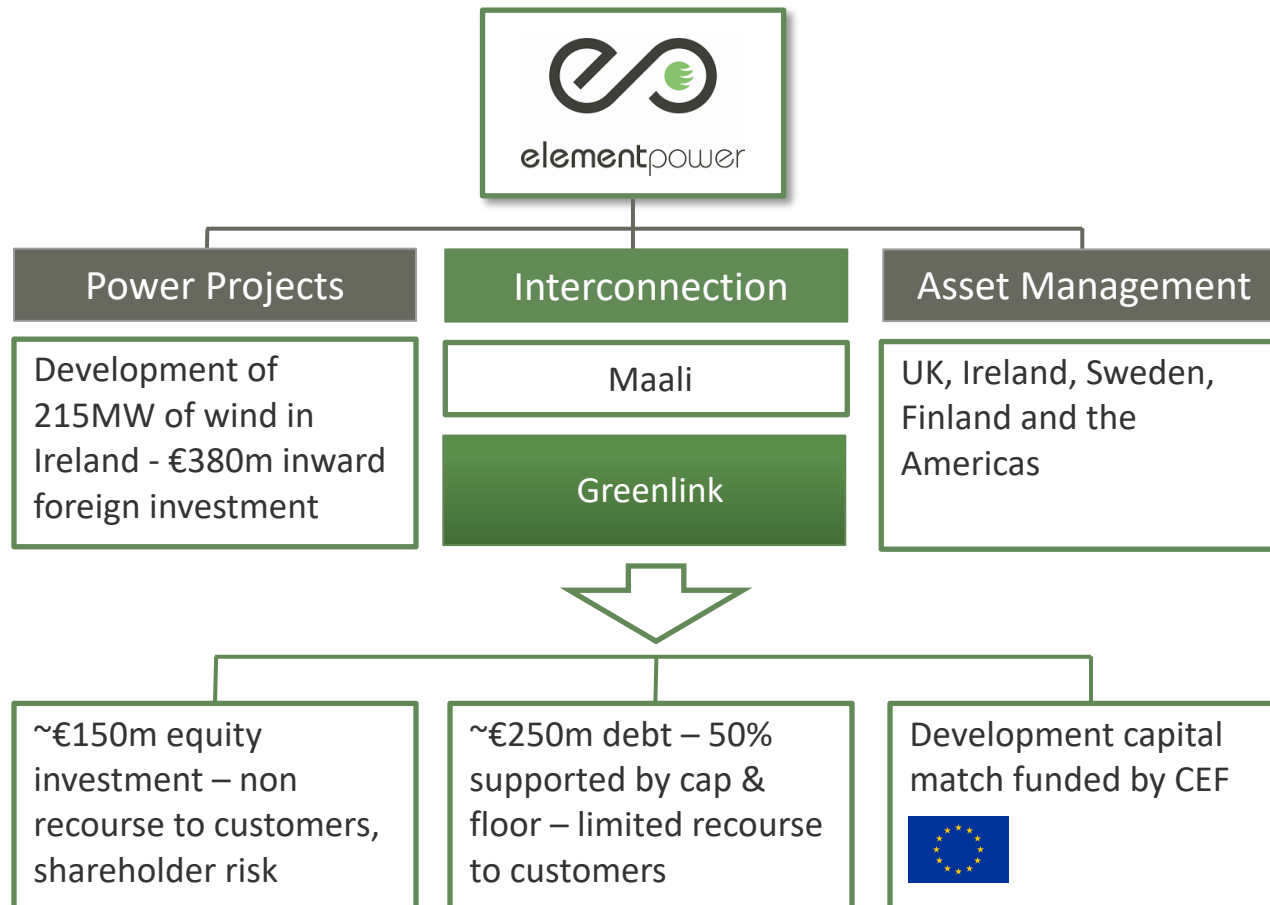 elementpower
Power Projects
Interconnection
Asset Management
Development of
215MW of wind in
Ireland - €380m inward
foreign investment
Maali
Greenlink
UK, Ireland, Sweden,
Finland and the
Americas
~€150m equity
investment – non
recourse to customers,
shareholder risk
~€250m debt – 50%
supported by cap &
floor – limited recourse
to customers
Development capital
match funded by CEF